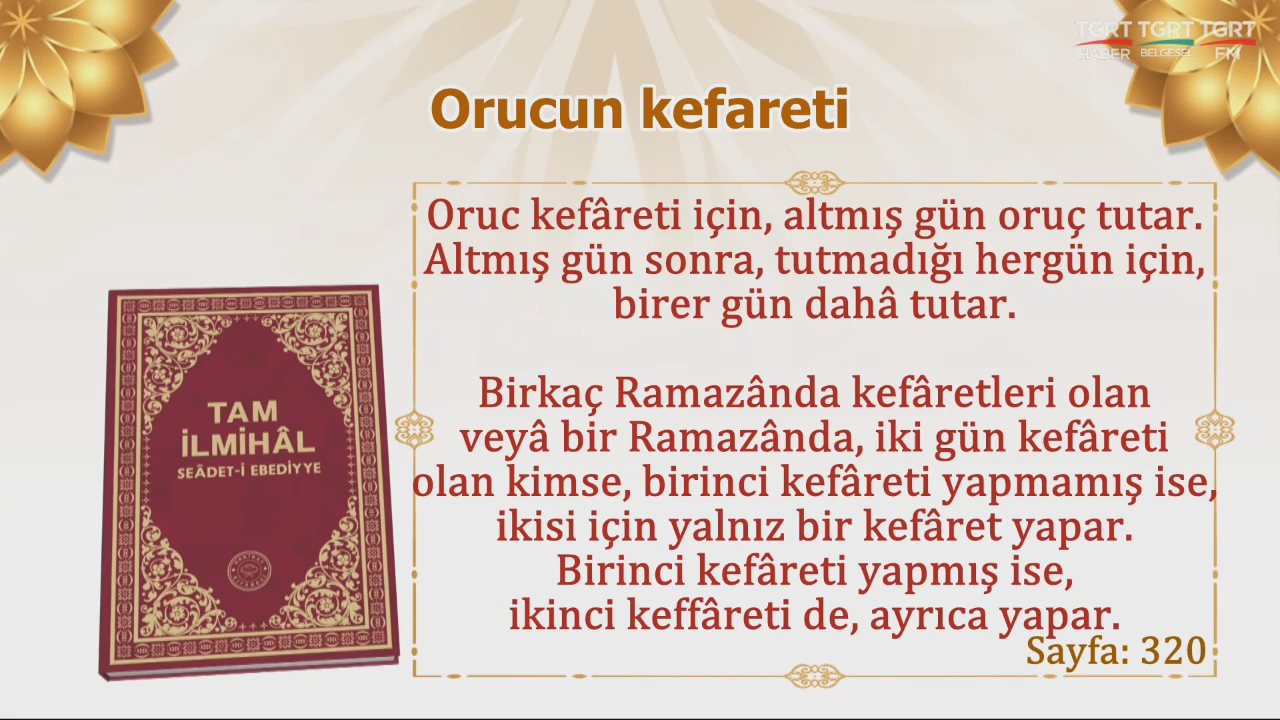 TGRT TGRT TGRT
HABER BELGESEL
Orucun kefareti
Oruc kefâreti için, altmış gün oruç tutar.
Altmış gün sonra, tutmadığı hergün için,
birer gün dahâ tutar.
Birkaç Ramazânda kefâretleri olan
veyâ bir Ramazânda, iki gün kefâreti
olan kimse, birinci kefâreti yapmamış ise,
ikisi için yalnız bir kefâret yapar.
Birinci kefâreti yapmış ise,
ikinci keffâreti de, ayrıca yapar.
Sayfa: 320
TAM
İLMİHÂL
SEÂDET-İ EBEDİYYE